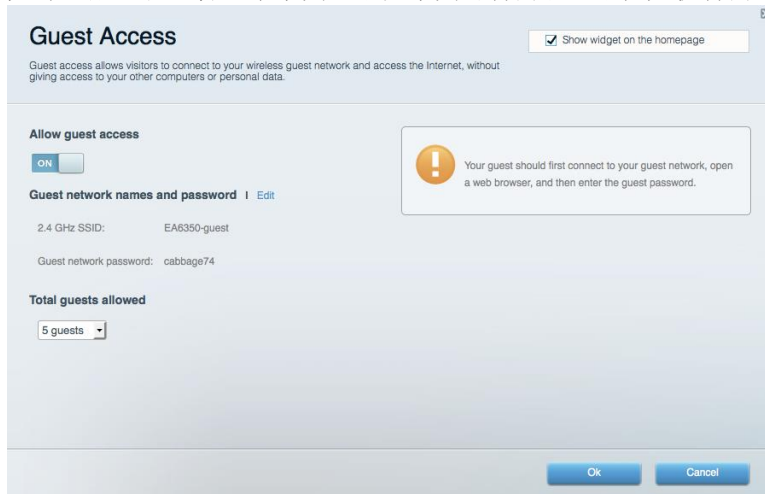 Guest Access
Show widget on the homepage
Guest access allows visitors to connect to your wireless guest network and access the Internet, without
giving access to your other computers or personal data.
Allow guest access
ON
Your guest should first connect to your guest network, open
a web browser, and then enter the guest password.
Guest network names and password | Edit
2.4 GHz SSID: EA6350-guest
Guest network password: cabbage74
Total guests allowed
5 guests
Ok Cancel